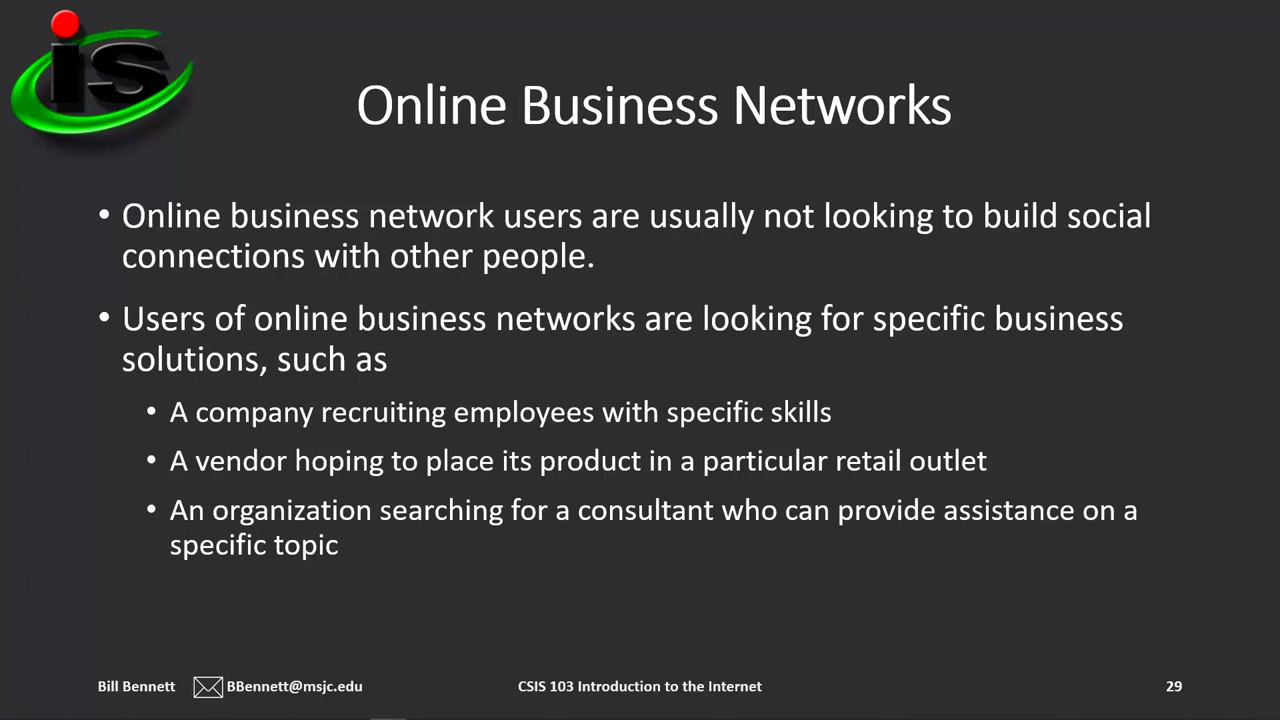 is
Online Business Networks
• Online business network users are usually not looking to build social
connections with other people.
• Users of online business networks are looking for specific business
solutions, such as
• A company recruiting employees with specific skills
• A vendor hoping to place its product in a particular retail outlet
• An organization searching for a consultant who can provide assistance on a
specific topic
Bill Bennett BBennett@msjc.edu CSIS 103 Introduction to the Internet 29